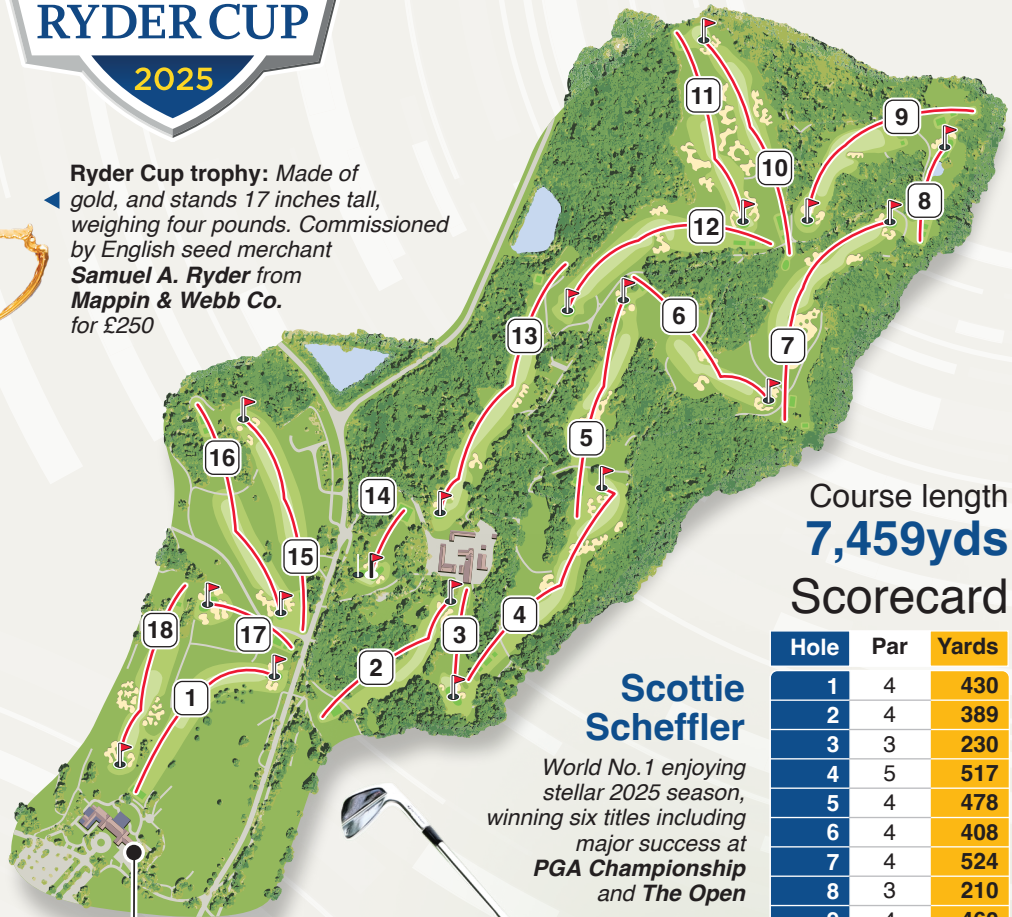 RYDER CUP
2025
Ryder Cup trophy: Made of
gold, and stands 17 inches tall,
weighing four pounds. Commissioned
by English seed merchant
Samuel A. Ryder from
Mappin & Webb Co.
for £250
11
9
10
8
12
6
13
7
5
16
14
15
4
18
17
3
2
1
Course length
7,459yds
Scorecard
Hole Par Yards
1 4 430
2 4 389
3 3 230
4 5 517
5 4 478
6 4 408
7 4 524
8 3 210
Scottie
Scheffler
World No.1 enjoying
stellar 2025 season,
winning six titles including
major success at
PGA Championship
and The Open